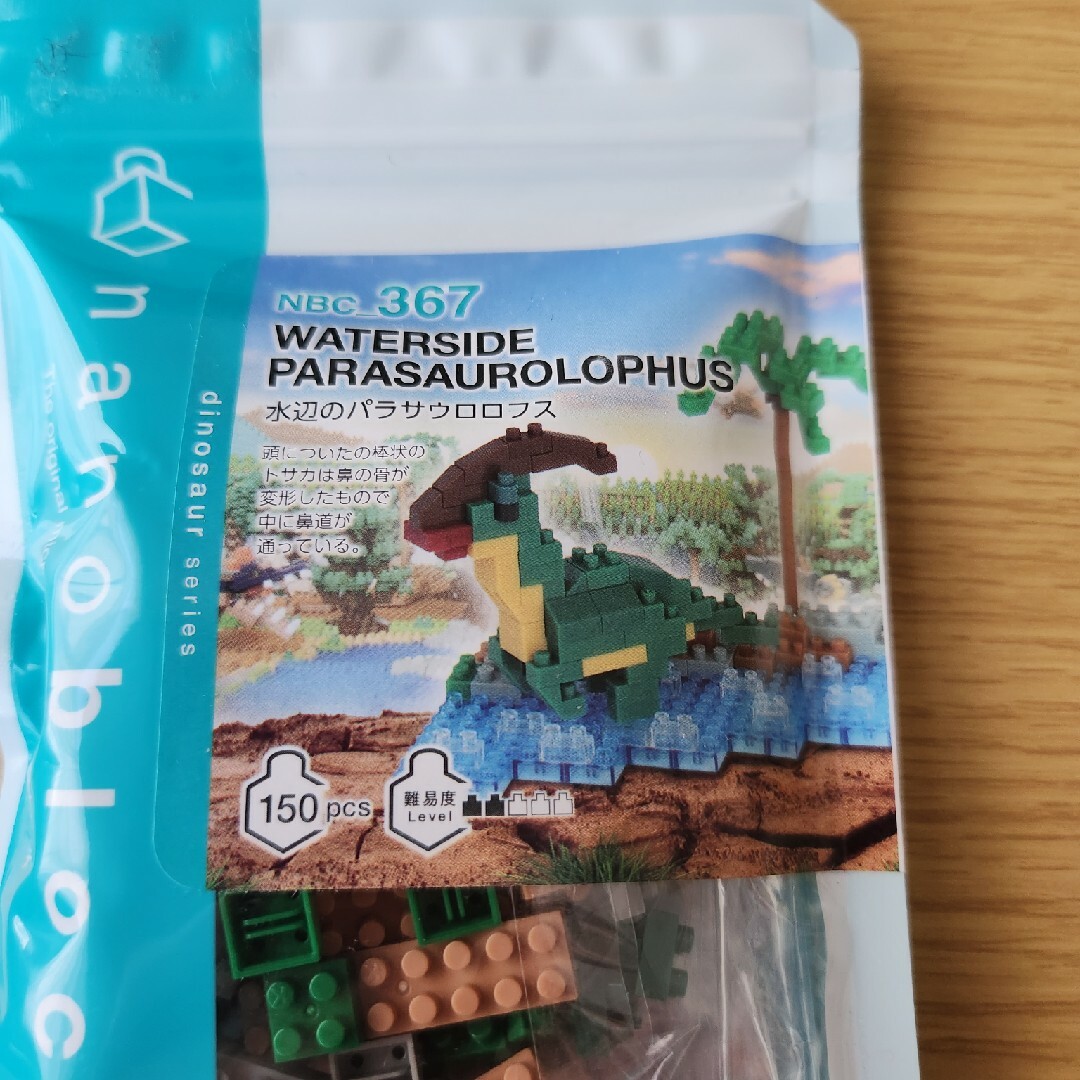 nanobloc
dinosaur series
NBC_367
WATERSIDE
PARASAUROLOPHUS
水辺のパラサウロロフス
頭についたの棒状の
トサカは鼻の骨が
変形したもので
中に鼻道が
通っている。
150 pcs
難易度
Level